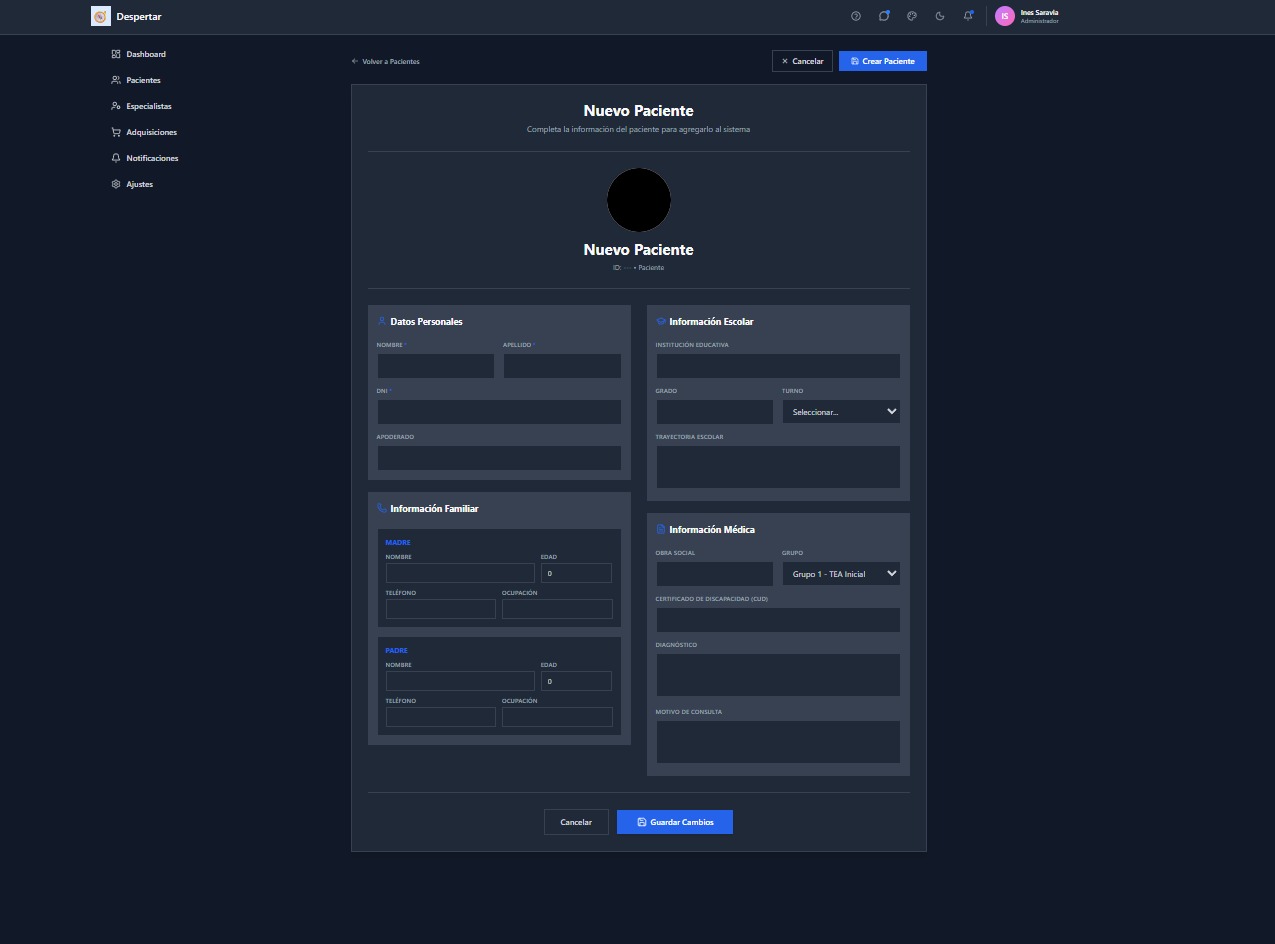 Despertar
IS
Ines Saravia
Administrador
Dashboard
Pacientes
Especialistas
Adquisiciones
Notificaciones
Ajustes
Volver a Pacientes
Cancelar
Crear Paciente
Nuevo Paciente
Completa la información del paciente para agregarlo al sistema
Nuevo Paciente
ID: --- • Paciente
Datos Personales
NOMBRE *
APELLIDO *
DNI *
APODERADO
Información Familiar
MADRE
NOMBRE
EDAD
0
TELÉFONO
OCUPACIÓN
PADRE
NOMBRE
EDAD
0
TELÉFONO
OCUPACIÓN
Información Escolar
INSTITUCIÓN EDUCATIVA
GRADO
TURNO
Seleccionar...
TRAYECTORIA ESCOLAR
Información Médica
OBRA SOCIAL
GRUPO
Grupo 1 - TEA Inicial
CERTIFICADO DE DISCAPACIDAD (CUD)
DIAGNÓSTICO
MOTIVO DE CONSULTA
Cancelar
Guardar Cambios